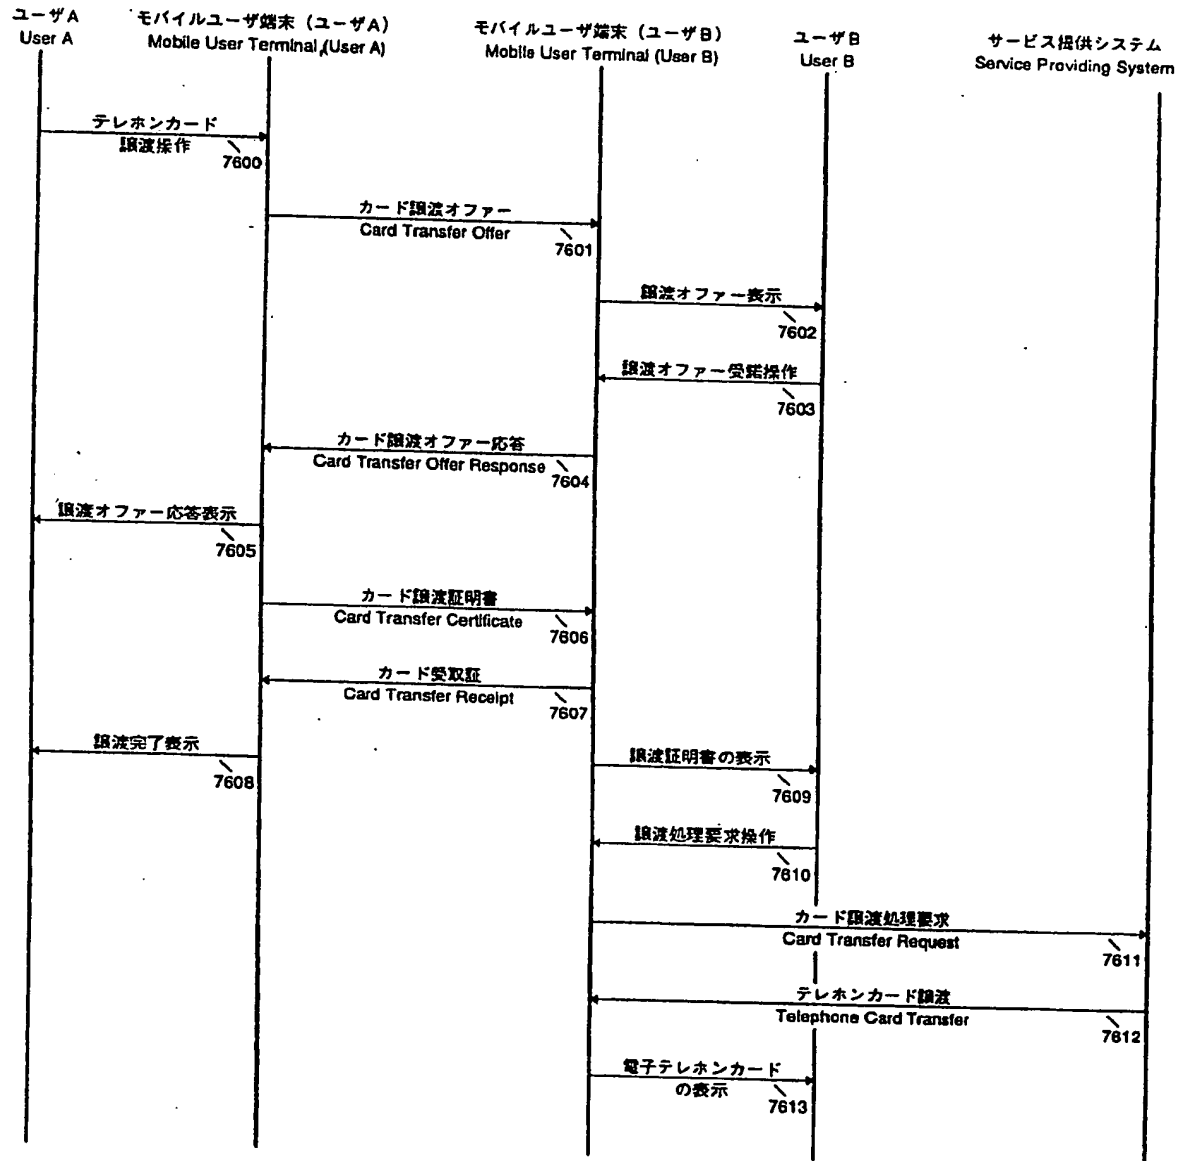 ユーザA
User A
モバイルユーザ端末（ユーザA）
Mobile User Terminal (User A)
モバイルユーザ端末（ユーザB）
Mobile User Terminal (User B)
ユーザB
User B
サービス提供システム
Service Providing System
テレホンカード
譲渡操作
7600
カード譲渡オファー
Card Transfer Offer
7601
譲渡オファー表示
7602
譲渡オファー受諾操作
7603
カード譲渡オファー応答
Card Transfer Offer Response
7604
譲渡オファー応答表示
7605
カード譲渡証明書
Card Transfer Certificate
7606
カード受取証
Card Transfer Receipt
7607
譲渡完了表示
7608
譲渡証明書の表示
7609
譲渡処理要求操作
7610
カード譲渡処理要求
Card Transfer Request
7611
テレホンカード譲渡
Telephone Card Transfer
7612
電子テレホンカード
の表示
7613